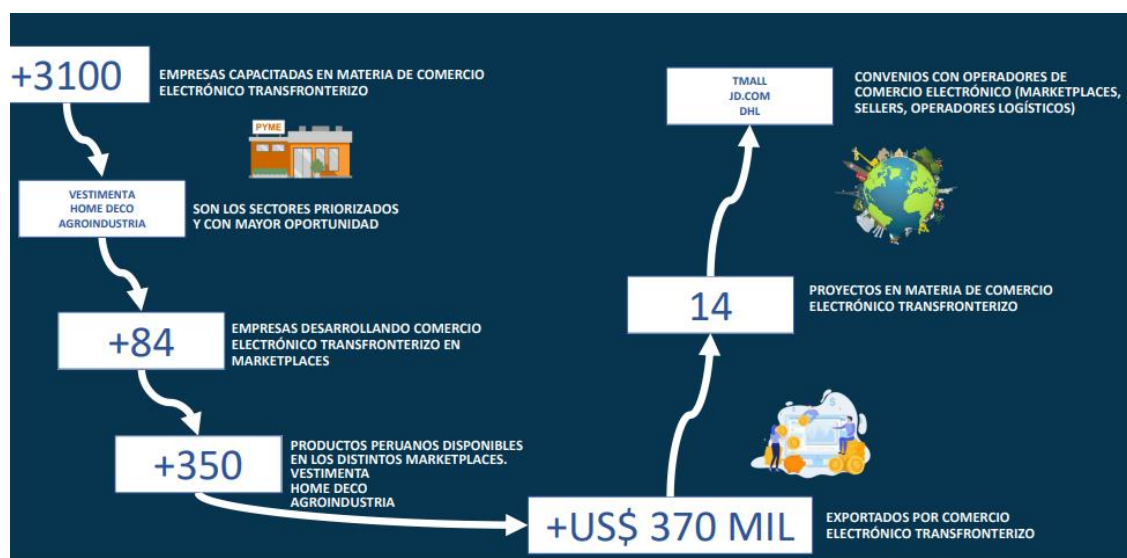 +3100
EMPRESAS CAPACITADAS EN MATERIA DE COMERCIO
ELECTRÓNICO TRANSFRONTERIZO
PYME
VESTIMENTA
HOME DECO
AGROINDUSTRIA
SON LOS SECTORES PRIORIZADOS
Y CON MAYOR OPORTUNIDAD
+84
EMPRESAS DESARROLLANDO COMERCIO
ELECTRÓNICO TRANSFRONTERIZO EN
MARKETPLACES
+350
PRODUCTOS PERUANOS DISPONIBLES
EN LOS DISTINTOS MARKETPLACES.
VESTIMENTA
HOME DECO
AGROINDUSTRIA
+US$ 370 MIL
EXPORTADOS POR COMERCIO
ELECTRÓNICO TRANSFRONTERIZO
14
PROYECTOS EN MATERIA DE COMERCIO
ELECTRÓNICO TRANSFRONTERIZO
TMALL
JD.COM
DHL
CONVENIOS CON OPERADORES DE
COMERCIO ELECTRÓNICO (MARKETPLACES,
SELLERS, OPERADORES LOGÍSTICOS)